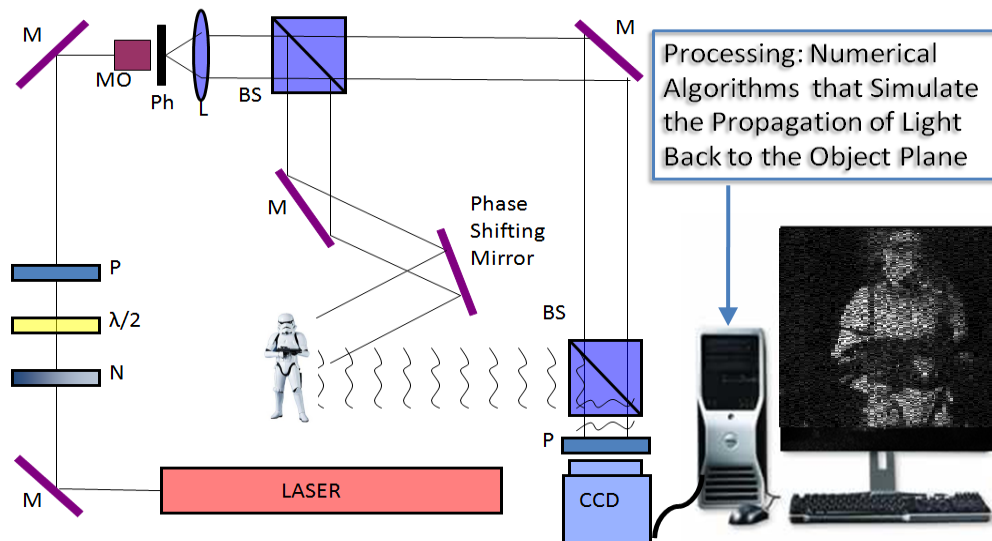 M
M
MO
Ph
L
BS
Processing: Numerical
Algorithms that Simulate
the Propagation of Light
Back to the Object Plane
M
Phase
Shifting
Mirror
P
λ/2
N
BS
P
M
LASER
CCD